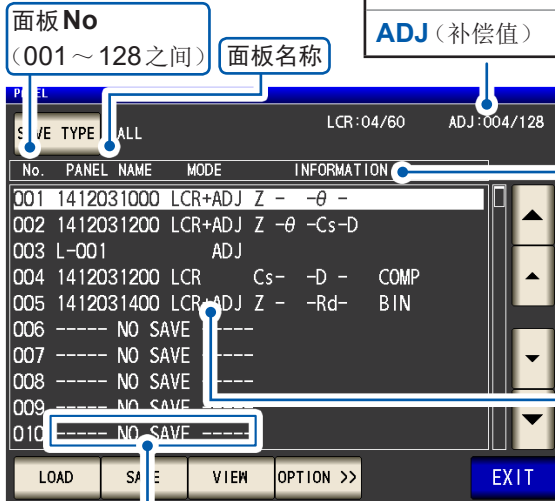 面板No
（001～128之间）
面板名称
ADJ（补偿值）
PANEL
SAVE TYPE ALL LCR:04/60 ADJ:004/128
No. PANEL NAME MODE INFORMATION
001 1412031000 LCR+ADJ Z - -θ -
002 1412031200 LCR+ADJ Z -θ -Cs-D
003 L-001 ADJ
004 1412031200 LCR Cs- -D - COMP
005 1412031400 LCR+ADJ Z - -Rd- BIN
006 ----- NO SAVE -----
007 ----- NO SAVE -----
008 ----- NO SAVE -----
009 ----- NO SAVE -----
010 ----- NO SAVE -----
LOAD SAVE VIEW OPTION >> EXIT